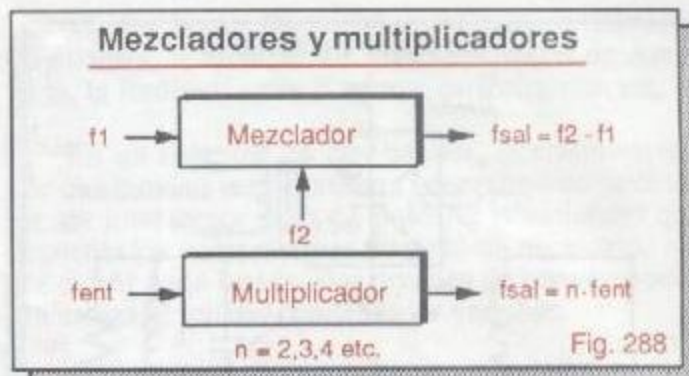 Mezcladores y multiplicadores
f1
Mezclador
fsal = f2 - f1
f2
fent
Multiplicador
fsal = n·fent
n = 2,3,4 etc.
Fig. 288